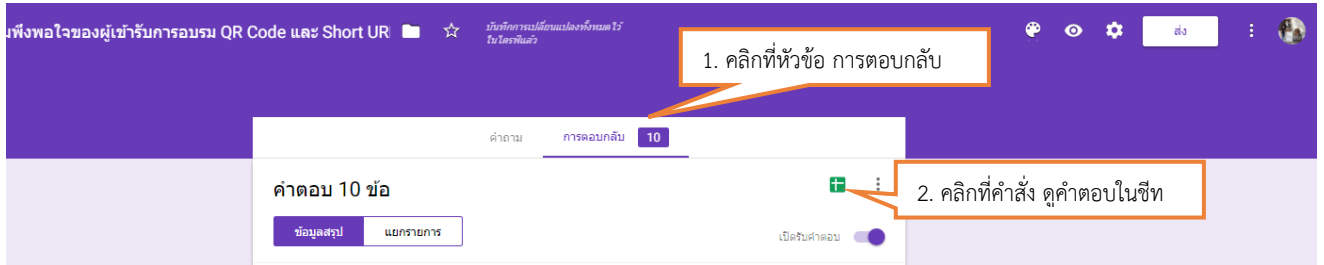 มพึงพอใจของผู้เข้ารับการอบรม QR Code และ Short UR
บันทึกการเปลี่ยนแปลงทั้งหมดไว้
ในไดรฟ์แล้ว
ส่ง
1. คลิกที่หัวข้อ การตอบกลับ
คำถาม
การตอบกลับ 10
คำตอบ 10 ข้อ
2. คลิกที่คำสั่ง ดูคำตอบในชีท
ข้อมูลสรุป
แยกรายการ
เปิดรับคำตอบ